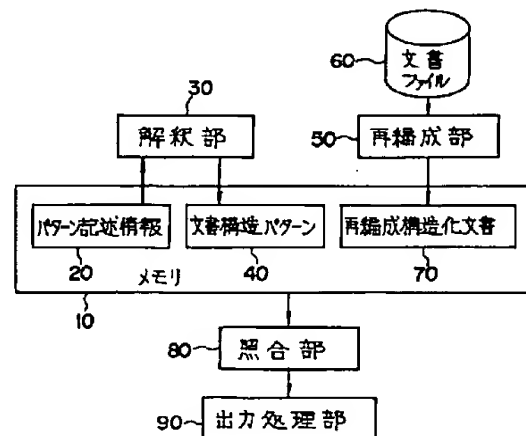 60
文書
ファイル
30
解釈部
50
再編成部
パターン記述情報
文書構造パターン
再編成構造化文書
20
メモリ
40
70
10
80
照合部
90
出力処理部